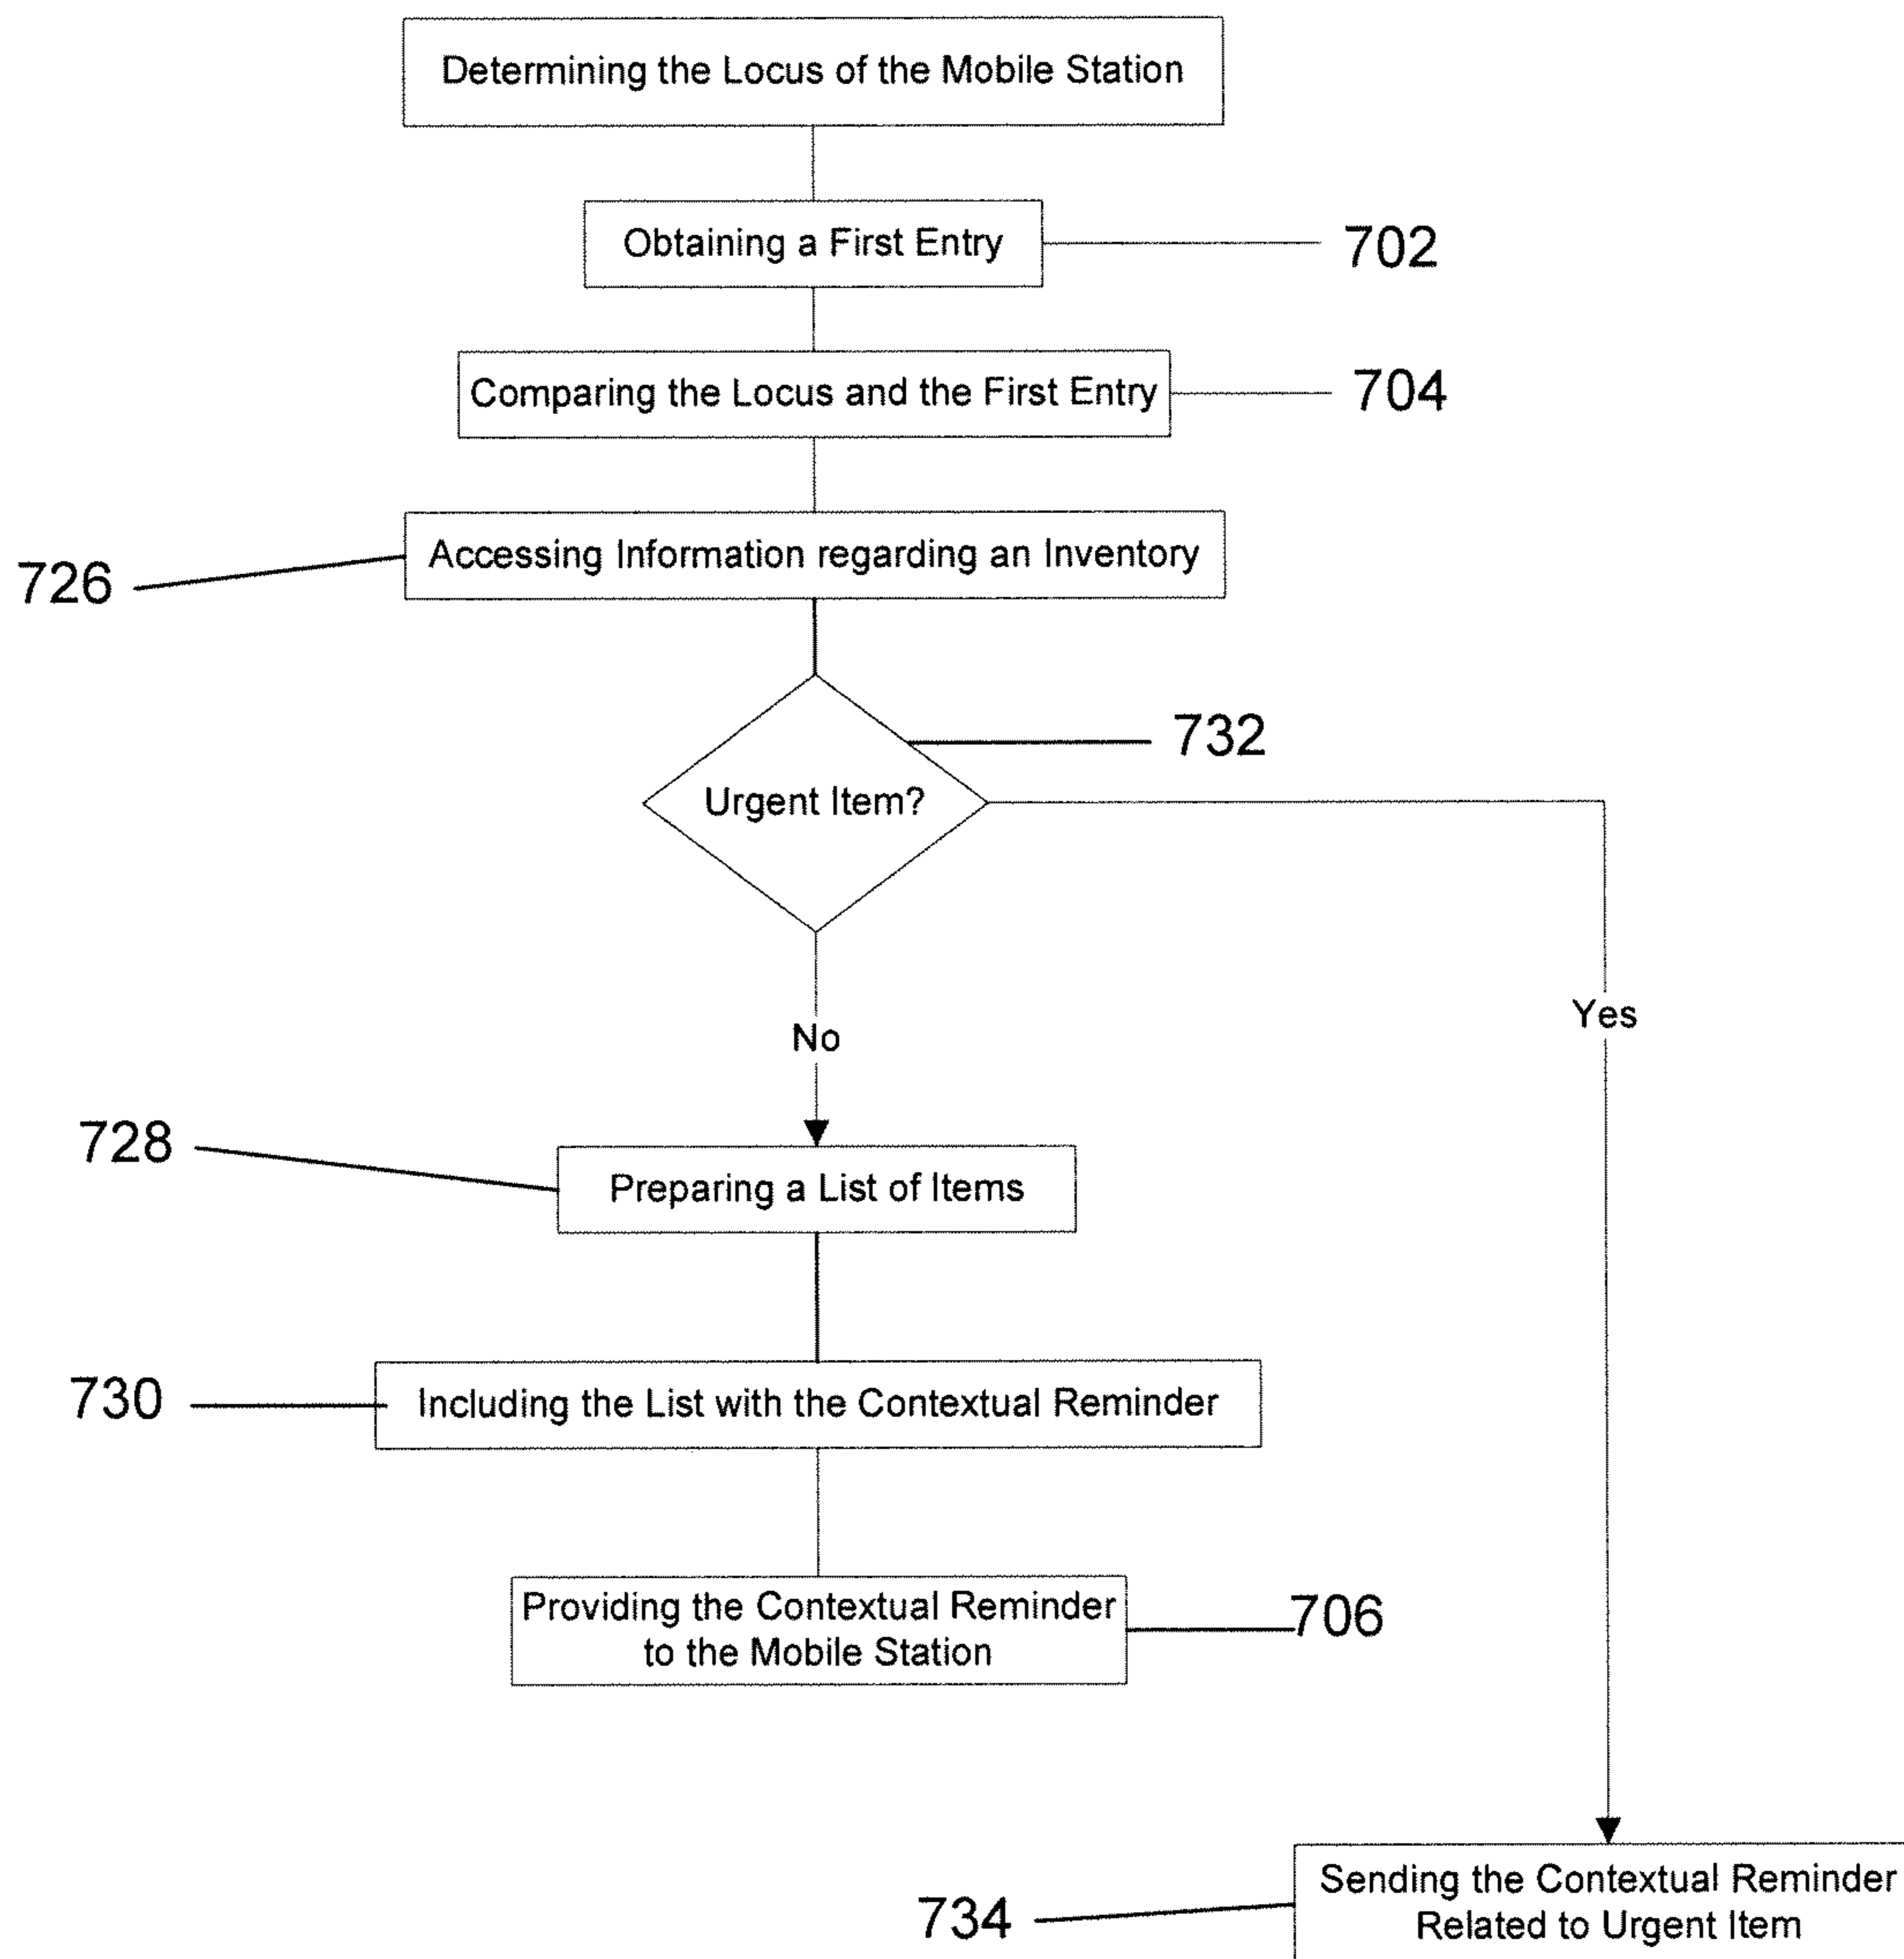 Determining the Locus of the Mobile Station
Obtaining a First Entry
702
Comparing the Locus and the First Entry
704
Accessing Information regarding an Inventory
726
732
Urgent Item?
Yes
No
728
Preparing a List of Items
730
Including the List with the Contextual Reminder
Providing the Contextual Reminder
to the Mobile Station
706
Sending the Contextual Reminder
Related to Urgent Item
734